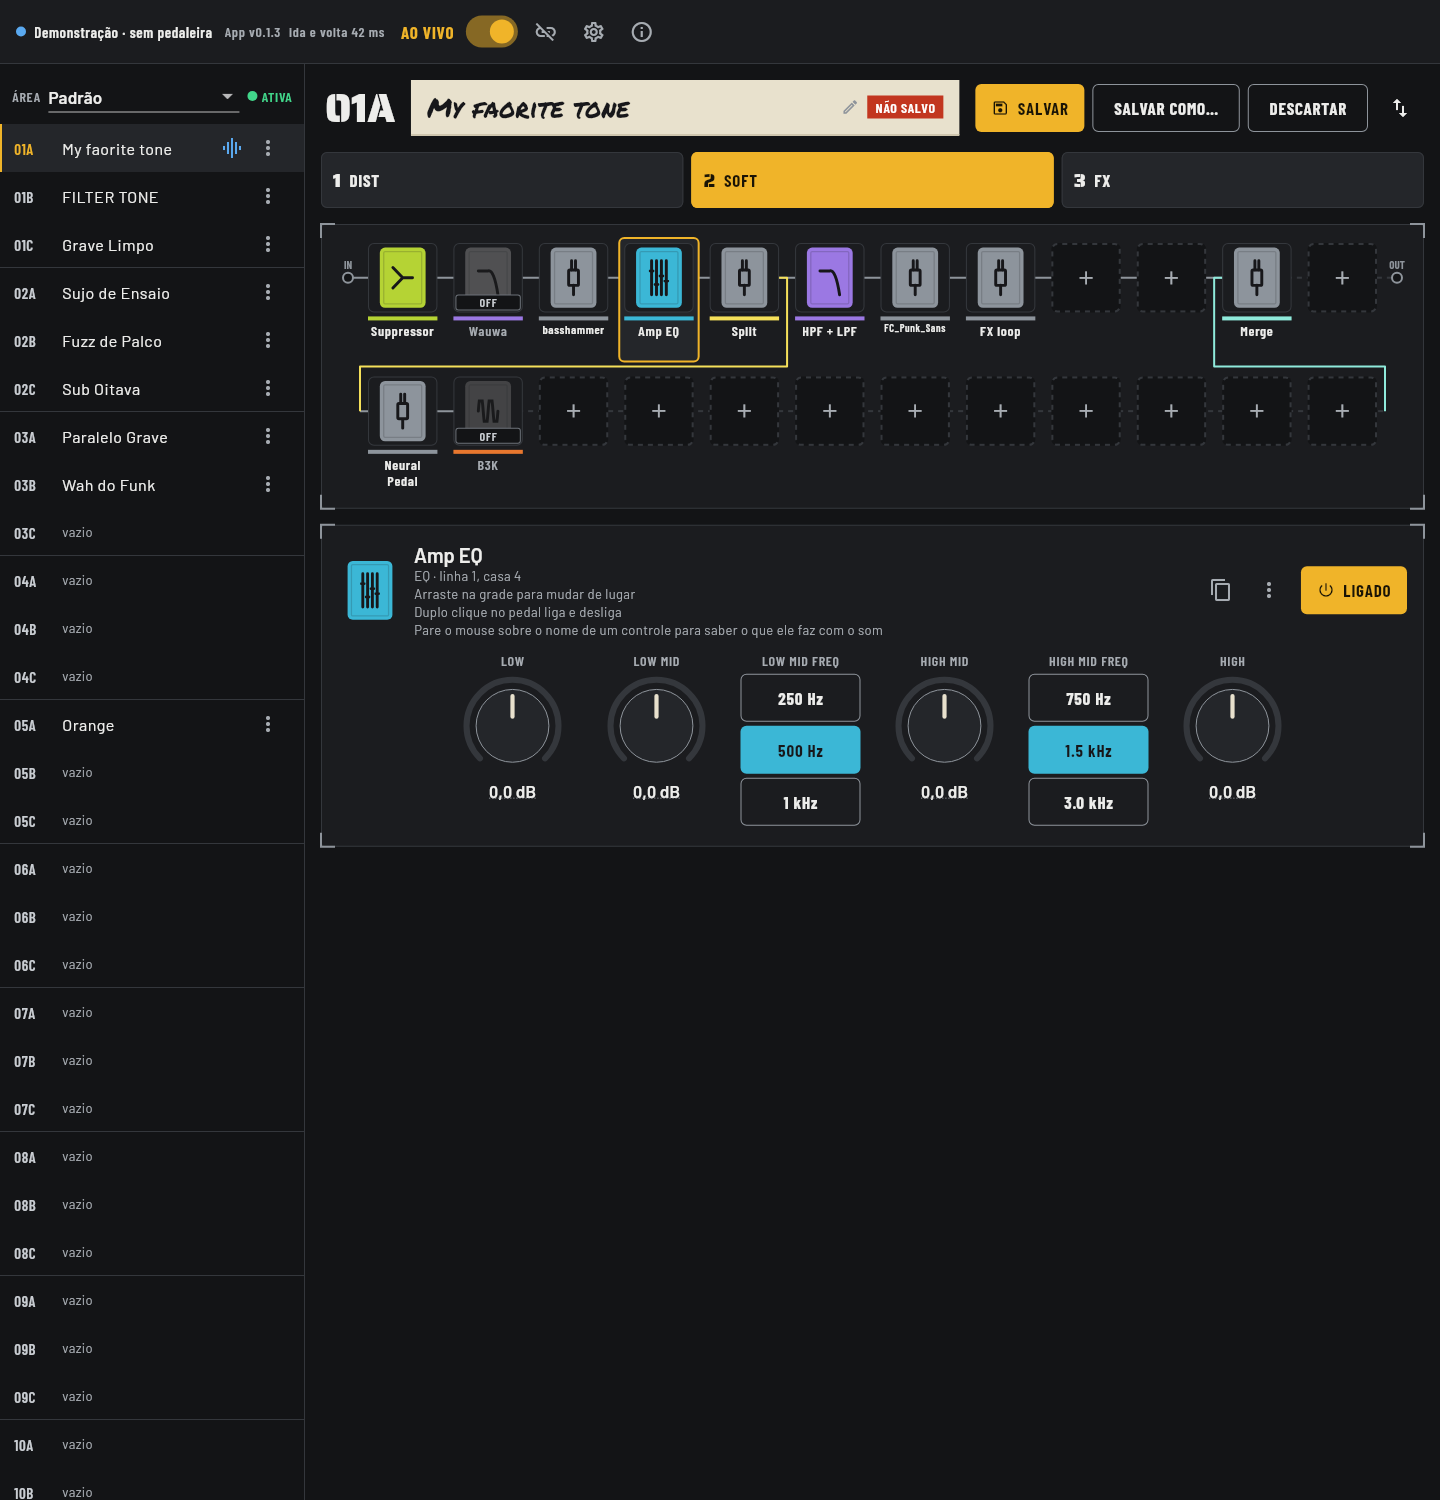 Demonstração · sem pedaleira App v0.1.3 Ida e volta 42 ms AO VIVO
ÁREA Padrão ATIVA
01A My faorite tone
01B FILTER TONE
01C Grave Limpo
02A Sujo de Ensaio
02B Fuzz de Palco
02C Sub Oitava
03A Paralelo Grave
03B Wah do Funk
03C vazio
04A vazio
04B vazio
04C vazio
05A Orange
05B vazio
05C vazio
06A vazio
06B vazio
06C vazio
07A vazio
07B vazio
07C vazio
08A vazio
08B vazio
08C vazio
09A vazio
09B vazio
09C vazio
10A vazio
10B vazio
01A My faorite tone NÃO SALVO SALVAR SALVAR COMO... DESCARTAR
1 DIST 2 SOFT 3 FX
IN OUT
OFF
Suppressor Wauwa basshammer Amp EQ Split HPF + LPF FC_Punk_Sans FX loop Merge
OFF
Neural Pedal B3K
Amp EQ
EQ · linha 1, casa 4
Arraste na grade para mudar de lugar
Duplo clique no pedal liga e desliga
Pare o mouse sobre o nome de um controle para saber o que ele faz com o som
LIGADO
LOW LOW MID LOW MID FREQ HIGH MID HIGH MID FREQ HIGH
250 Hz 750 Hz
500 Hz 1.5 kHz
0,0 dB 0,0 dB 1 kHz 0,0 dB 3.0 kHz 0,0 dB